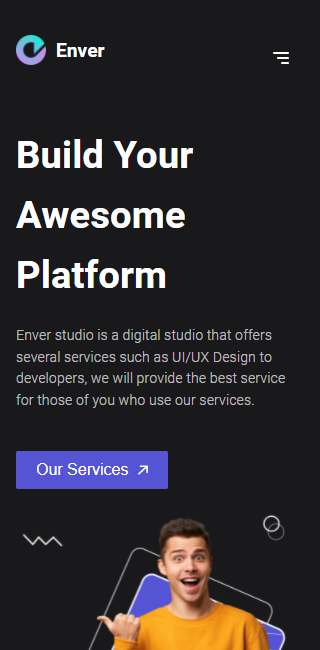 Enver
Build Your
Awesome
Platform
Enver studio is a digital studio that offers
several services such as UI/UX Design to
developers, we will provide the best service
for those of you who use our services.
Our Services